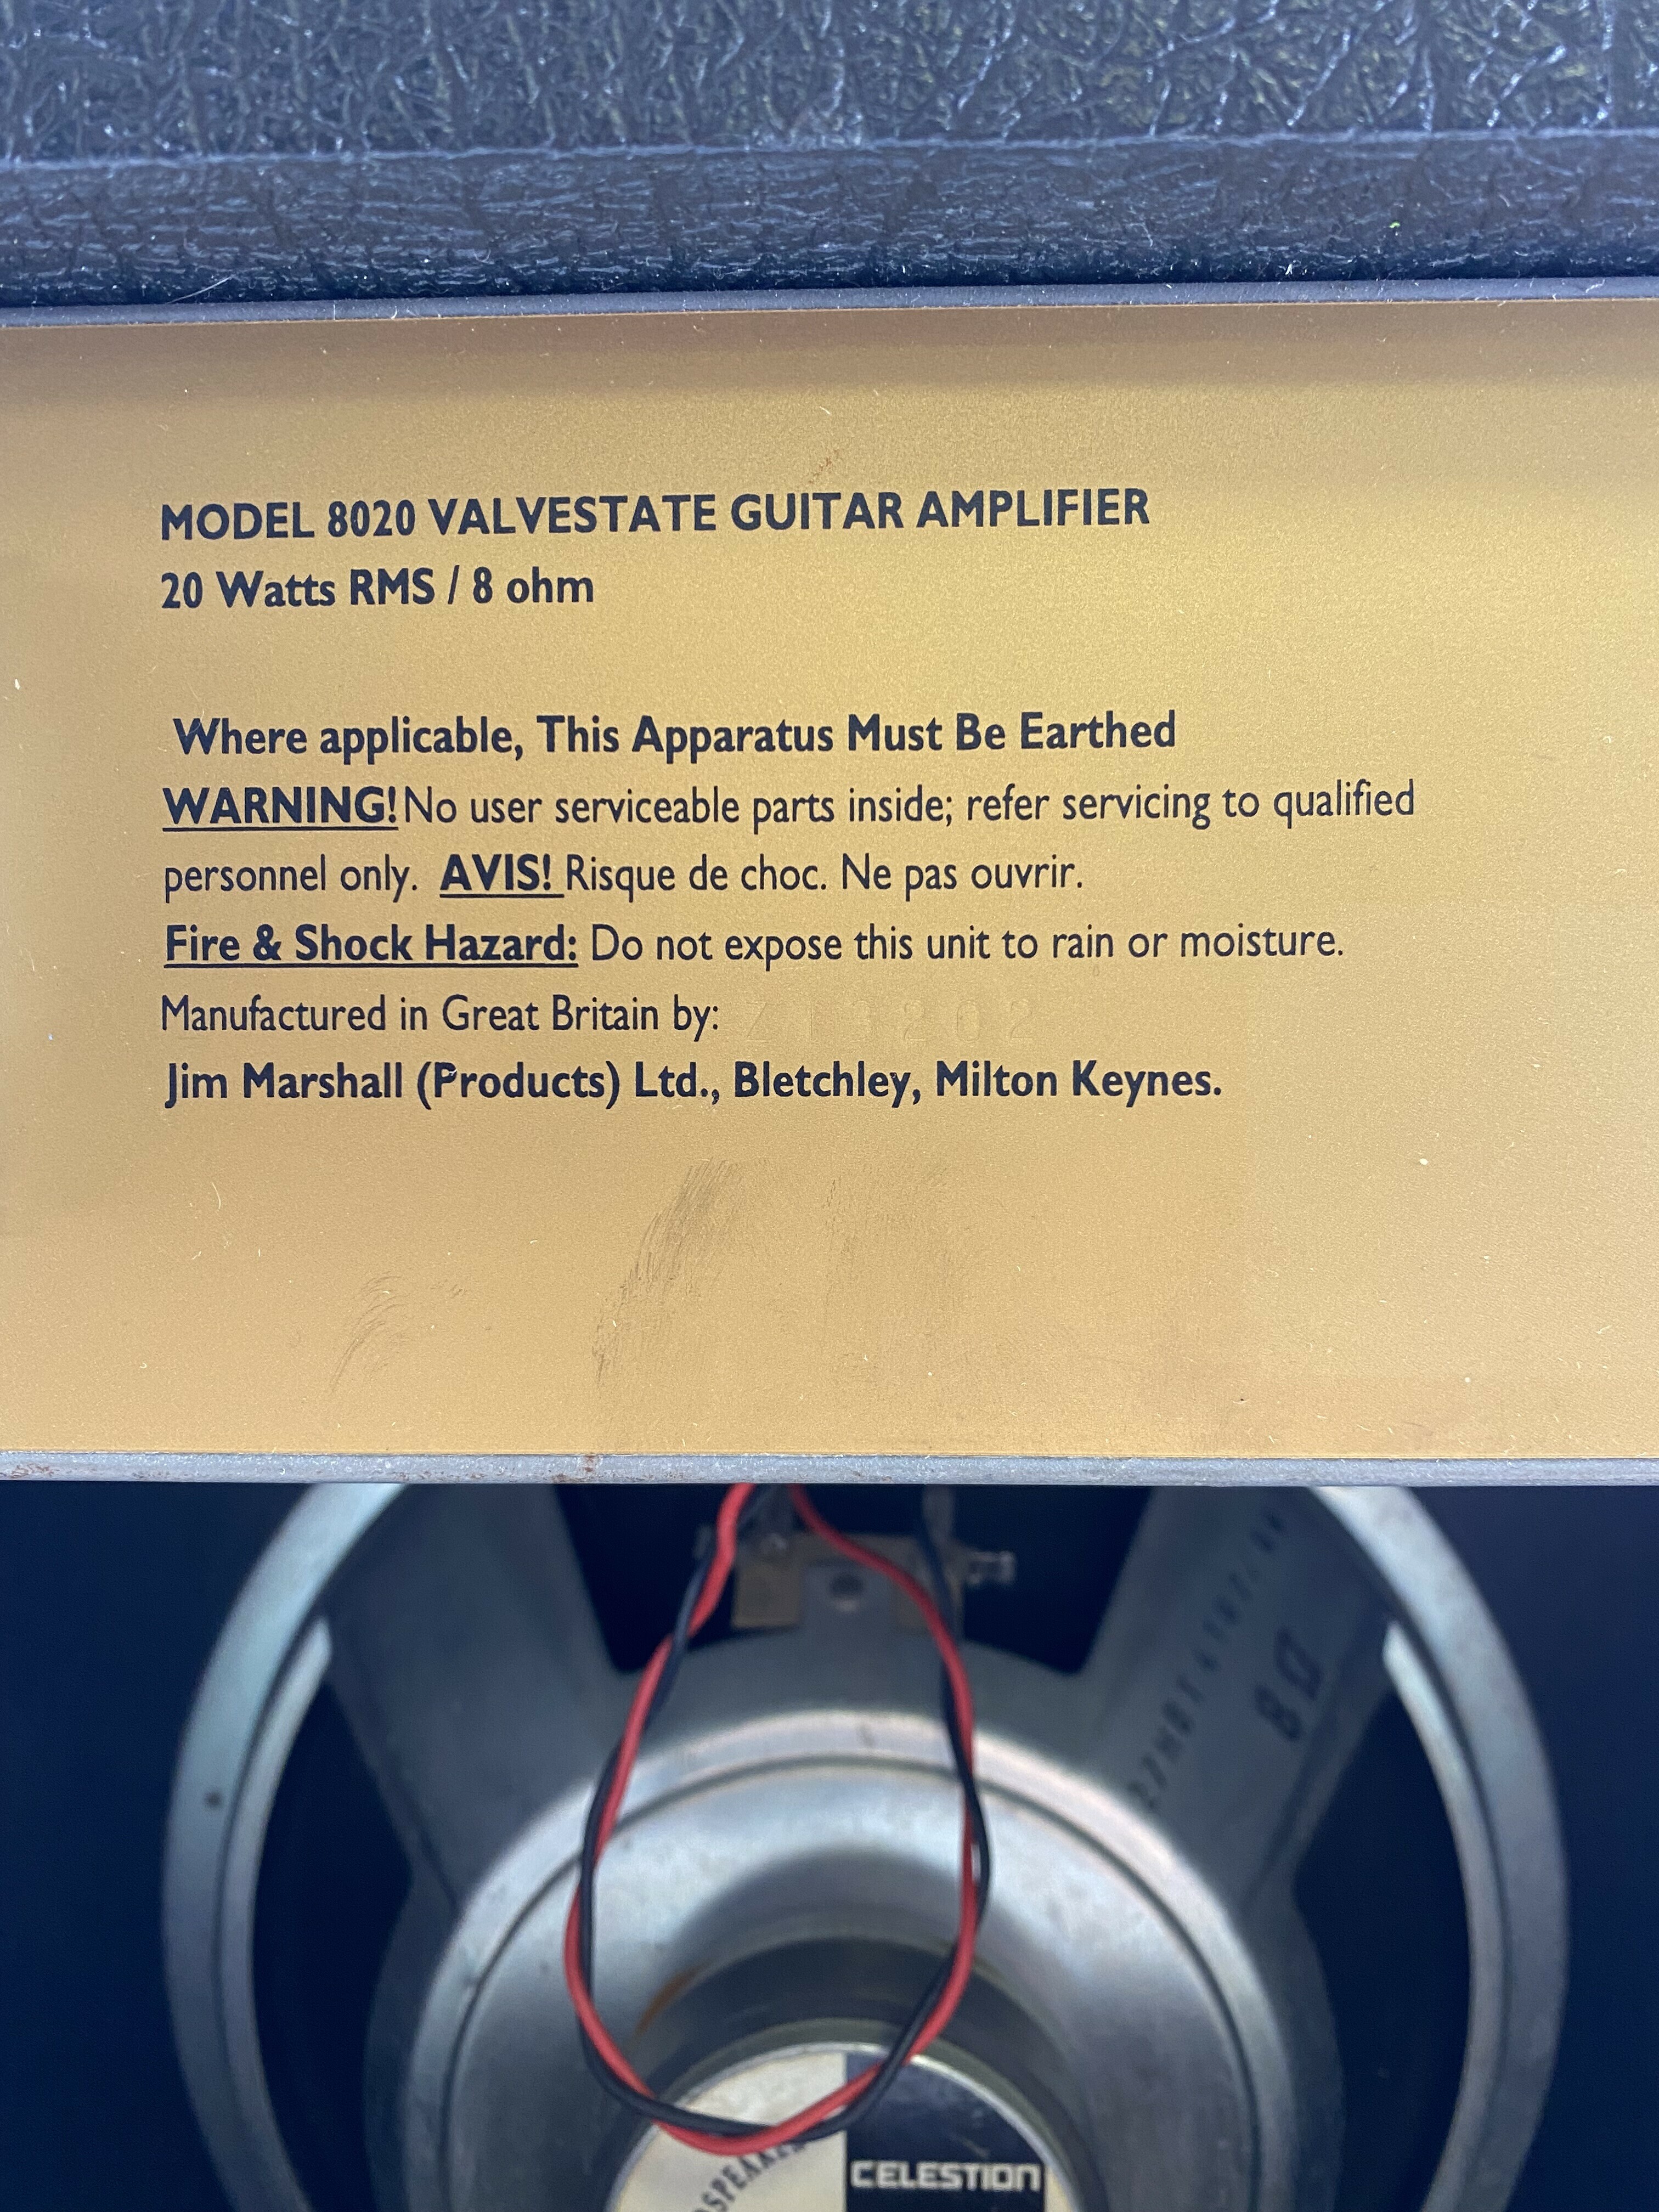 MODEL 8020 VALVESTATE GUITAR AMPLIFIER
20 Watts RMS / 8 ohm
Where applicable, This Apparatus Must Be Earthed
WARNING! No user serviceable parts inside; refer servicing to qualified
personnel only. AVIS! Risque de choc. Ne pas ouvrir.
Fire & Shock Hazard: Do not expose this unit to rain or moisture.
Manufactured in Great Britain by:
Jim Marshall (Products) Ltd., Bletchley, Milton Keynes.
8Ω
CELESTION